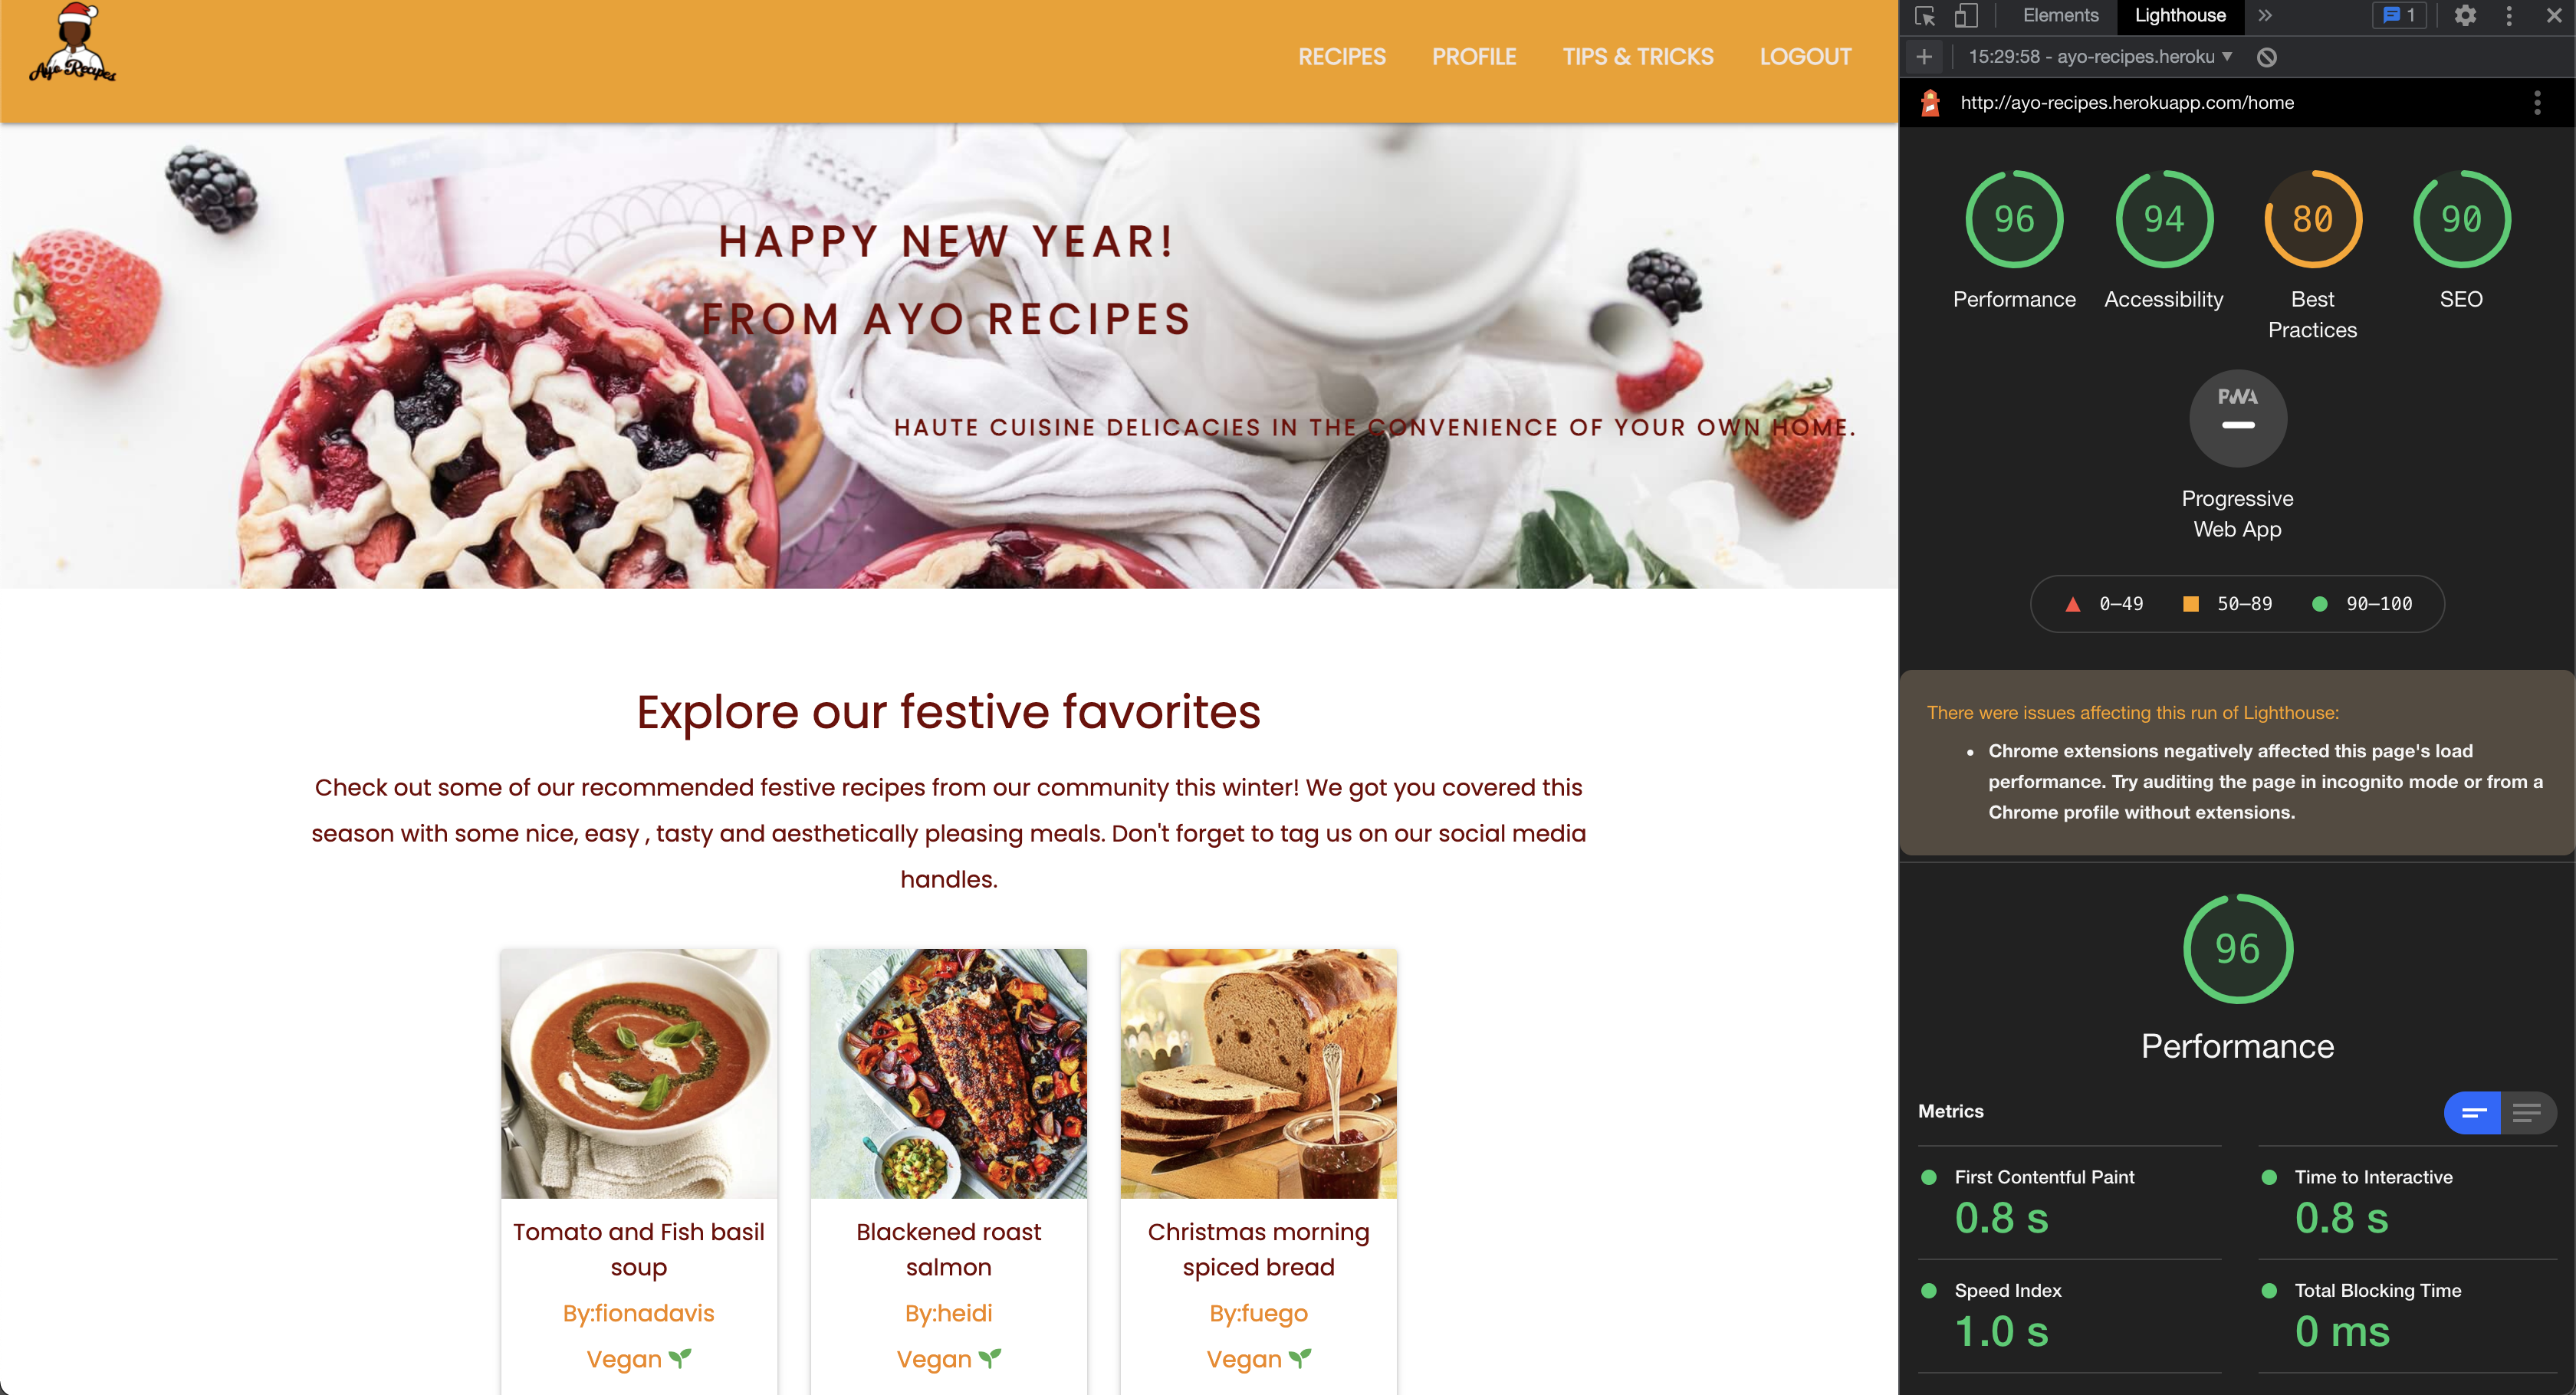 Ayo Recipes
RECIPES PROFILE TIPS & TRICKS LOGOUT
HAPPY NEW YEAR!
FROM AYO RECIPES
HAUTE CUISINE DELICACIES IN THE CONVENIENCE OF YOUR OWN HOME.
Explore our festive favorites
Check out some of our recommended festive recipes from our community this winter! We got you covered this
season with some nice, easy , tasty and aesthetically pleasing meals. Don't forget to tag us on our social media
handles.
Tomato and Fish basil
soup
By:fionadavis
Vegan
Blackened roast
salmon
By:heidi
Vegan
Christmas morning
spiced bread
By:fuego
Vegan
Elements Lighthouse 1
15:29:58 - ayo-recipes.heroku
http://ayo-recipes.herokuapp.com/home
96 94 80 90
Performance Accessibility Best SEO
Practices
PWA
Progressive
Web App
0–49 50–89 90–100
There were issues affecting this run of Lighthouse:
Chrome extensions negatively affected this page's load
performance. Try auditing the page in incognito mode or from a
Chrome profile without extensions.
96
Performance
Metrics
First Contentful Paint
0.8 s
Time to Interactive
0.8 s
Speed Index
1.0 s
Total Blocking Time
0 ms